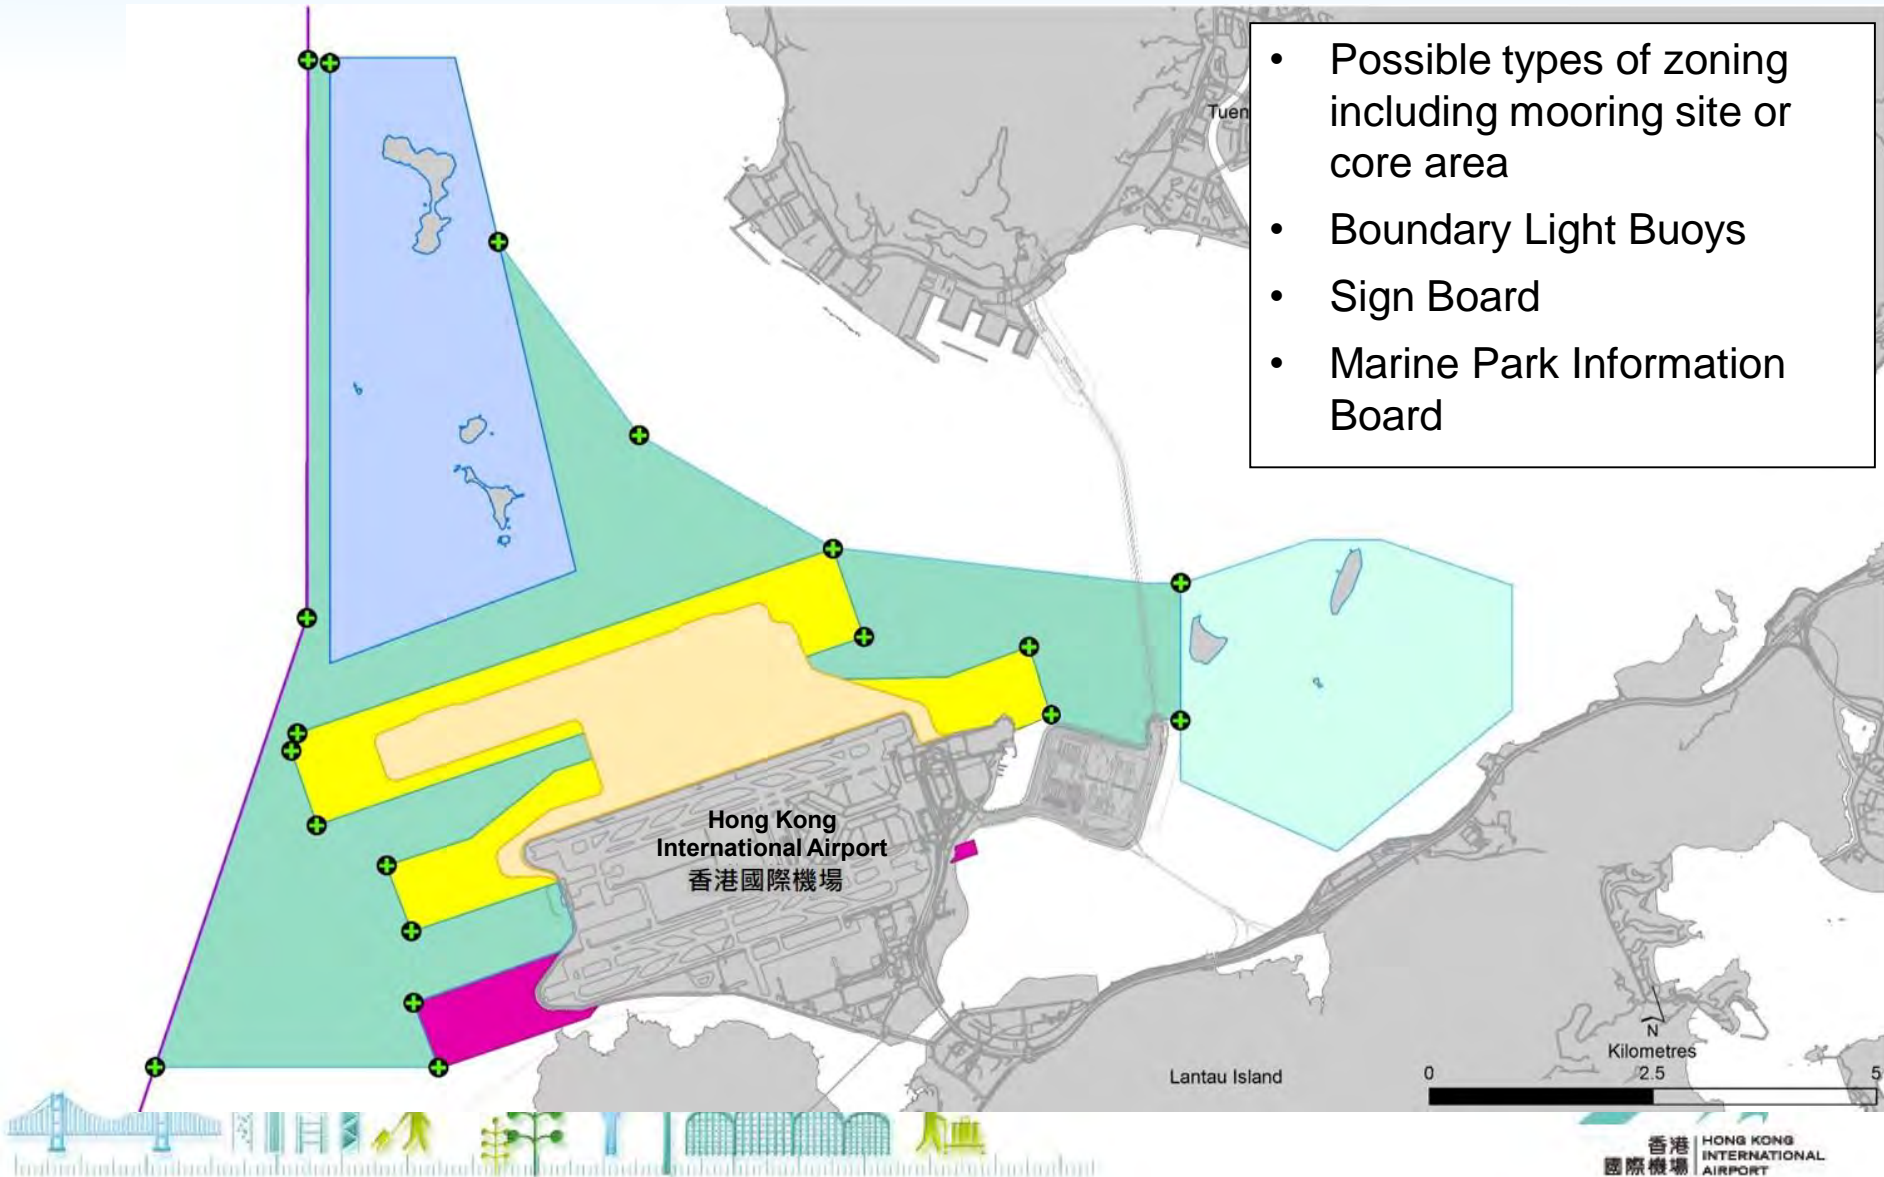 • Possible types of zoning
including mooring site or
core area
• Boundary Light Buoys
• Sign Board
• Marine Park Information
Board
Tuen
Hong Kong
International Airport
香港國際機場
Lantau Island
N
Kilometres
0 2.5 5
香港
國際機場
HONG KONG
INTERNATIONAL
AIRPORT